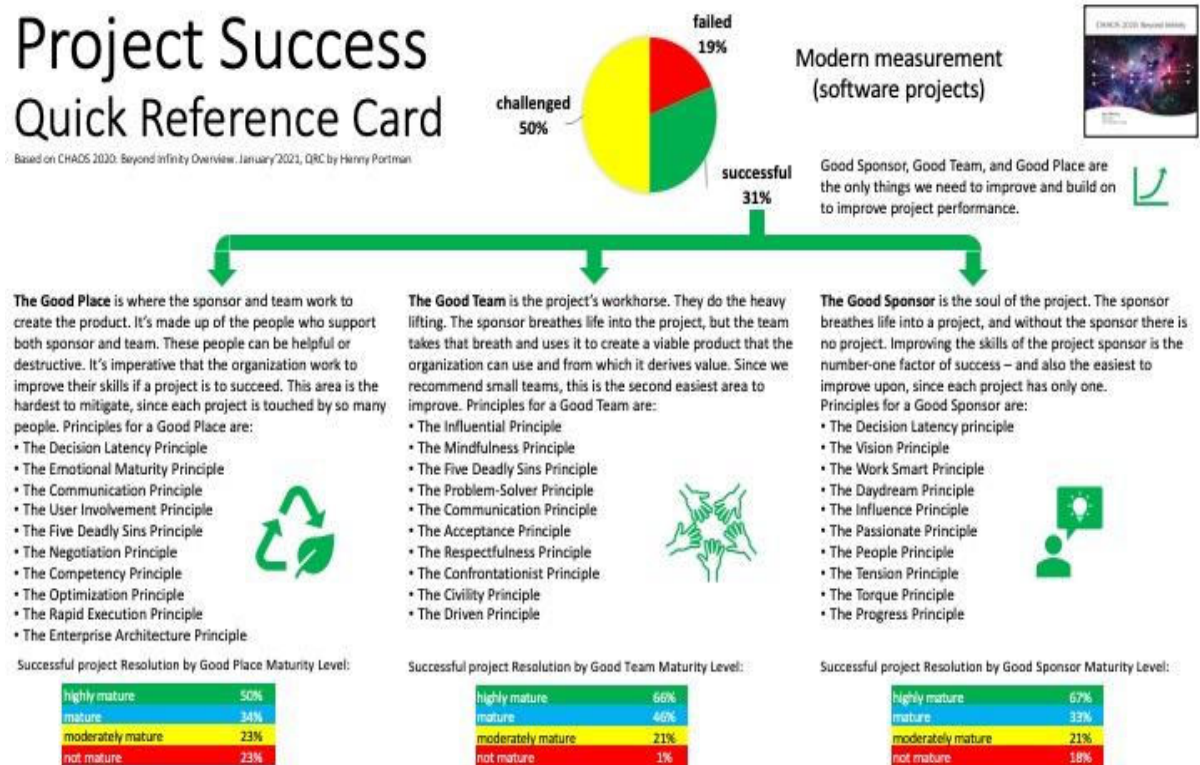 Project Success
Quick Reference Card
Based on CHAOS 2020: Beyond Infinity Overview. January'2021, QRC by Henny Portman
failed
19%
challenged
50%
successful
31%
Modern measurement
(software projects)
CHAOS 2020: Beyond Infinity
Good Sponsor, Good Team, and Good Place are
the only things we need to improve and build on
to improve project performance.
The Good Place is where the sponsor and team work to
create the product. It's made up of the people who support
both sponsor and team. These people can be helpful or
destructive. It's imperative that the organization work to
improve their skills if a project is to succeed. This area is the
hardest to mitigate, since each project is touched by so many
people. Principles for a Good Place are:
• The Decision Latency Principle
• The Emotional Maturity Principle
• The Communication Principle
• The User Involvement Principle
• The Five Deadly Sins Principle
• The Negotiation Principle
• The Competency Principle
• The Optimization Principle
• The Rapid Execution Principle
• The Enterprise Architecture Principle
Successful project Resolution by Good Place Maturity Level:
highly mature 50%
mature 34%
moderately mature 23%
not mature 23%
The Good Team is the project's workhorse. They do the heavy
lifting. The sponsor breathes life into the project, but the team
takes that breath and uses it to create a viable product that the
organization can use and from which it derives value. Since we
recommend small teams, this is the second easiest area to
improve. Principles for a Good Team are:
• The Influential Principle
• The Mindfulness Principle
• The Five Deadly Sins Principle
• The Problem-Solver Principle
• The Communication Principle
• The Acceptance Principle
• The Respectfulness Principle
• The Confrontationist Principle
• The Civility Principle
• The Driven Principle
Successful project Resolution by Good Team Maturity Level:
highly mature 66%
mature 46%
moderately mature 21%
not mature 1%
The Good Sponsor is the soul of the project. The sponsor
breathes life into a project, and without the sponsor there is
no project. Improving the skills of the project sponsor is the
number-one factor of success – and also the easiest to
improve upon, since each project has only one.
Principles for a Good Sponsor are:
• The Decision Latency principle
• The Vision Principle
• The Work Smart Principle
• The Daydream Principle
• The Influence Principle
• The Passionate Principle
• The People Principle
• The Tension Principle
• The Torque Principle
• The Progress Principle
Successful project Resolution by Good Sponsor Maturity Level:
highly mature 67%
mature 33%
moderately mature 21%
not mature 18%